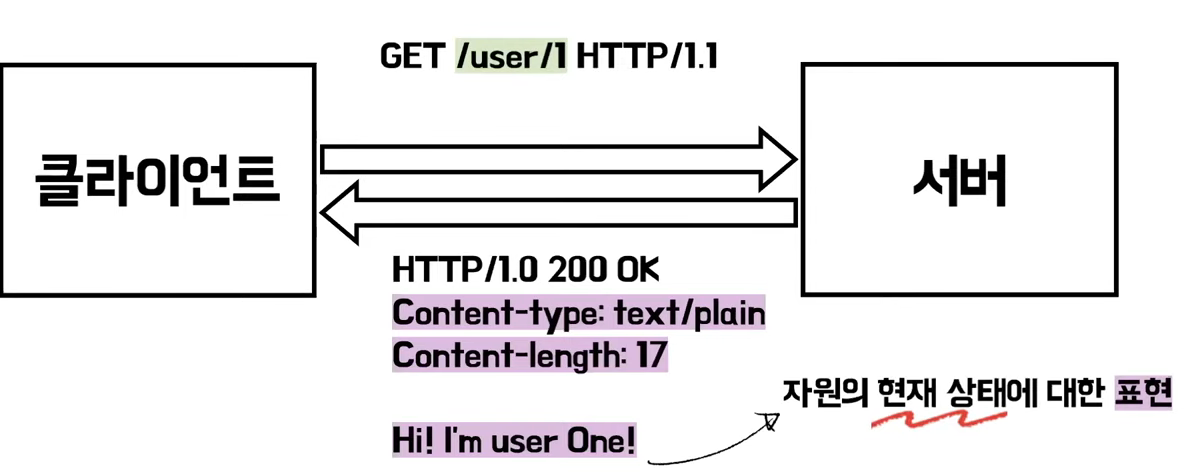 GET /user/1 HTTP/1.1
클라이언트
서버
HTTP/1.0 200 OK
Content-type: text/plain
Content-length: 17
Hi! I'm user One!
자원의 현재 상태에 대한 표현